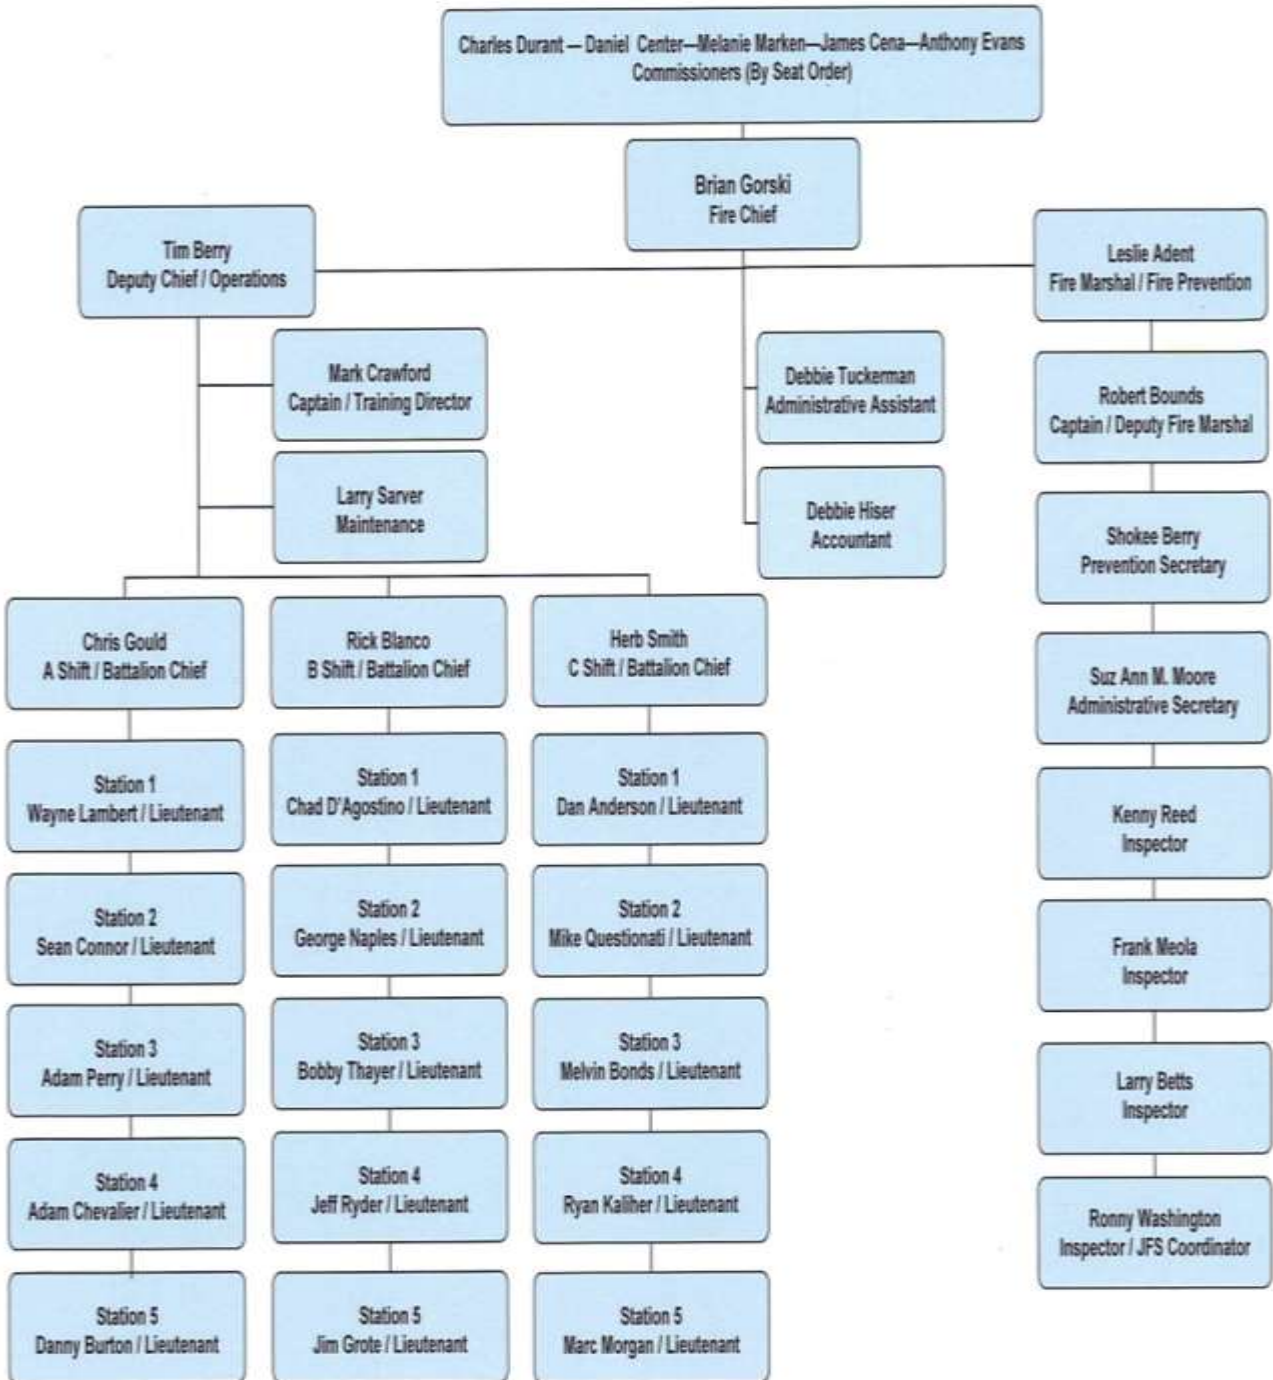 Charles Durant — Daniel Center—Melanie Marken—James Cena—Anthony Evans
Commissioners (By Seat Order)
Brian Gorski
Fire Chief
Tim Berry
Deputy Chief / Operations
Leslie Adent
Fire Marshal / Fire Prevention
Mark Crawford
Captain / Training Director
Larry Sarver
Maintenance
Debbie Tuckerman
Administrative Assistant
Debbie Hiser
Accountant
Chris Gould
A Shift / Battalion Chief
Station 1
Wayne Lambert / Lieutenant
Station 2
Sean Connor / Lieutenant
Station 3
Adam Perry / Lieutenant
Station 4
Adam Chevalier / Lieutenant
Station 5
Danny Burton / Lieutenant
Rick Blanco
B Shift / Battalion Chief
Station 1
Chad D'Agostino / Lieutenant
Station 2
George Naples / Lieutenant
Station 3
Bobby Thayer / Lieutenant
Station 4
Jeff Ryder / Lieutenant
Station 5
Jim Grote / Lieutenant
Herb Smith
C Shift / Battalion Chief
Station 1
Dan Anderson / Lieutenant
Station 2
Mike Questionati / Lieutenant
Station 3
Melvin Bonds / Lieutenant
Station 4
Ryan Kaliher / Lieutenant
Station 5
Marc Morgan / Lieutenant
Robert Bounds
Captain / Deputy Fire Marshal
Shokee Berry
Prevention Secretary
Suz Ann M. Moore
Administrative Secretary
Kenny Reed
Inspector
Frank Meola
Inspector
Larry Betts
Inspector
Ronny Washington
Inspector / JFS Coordinator